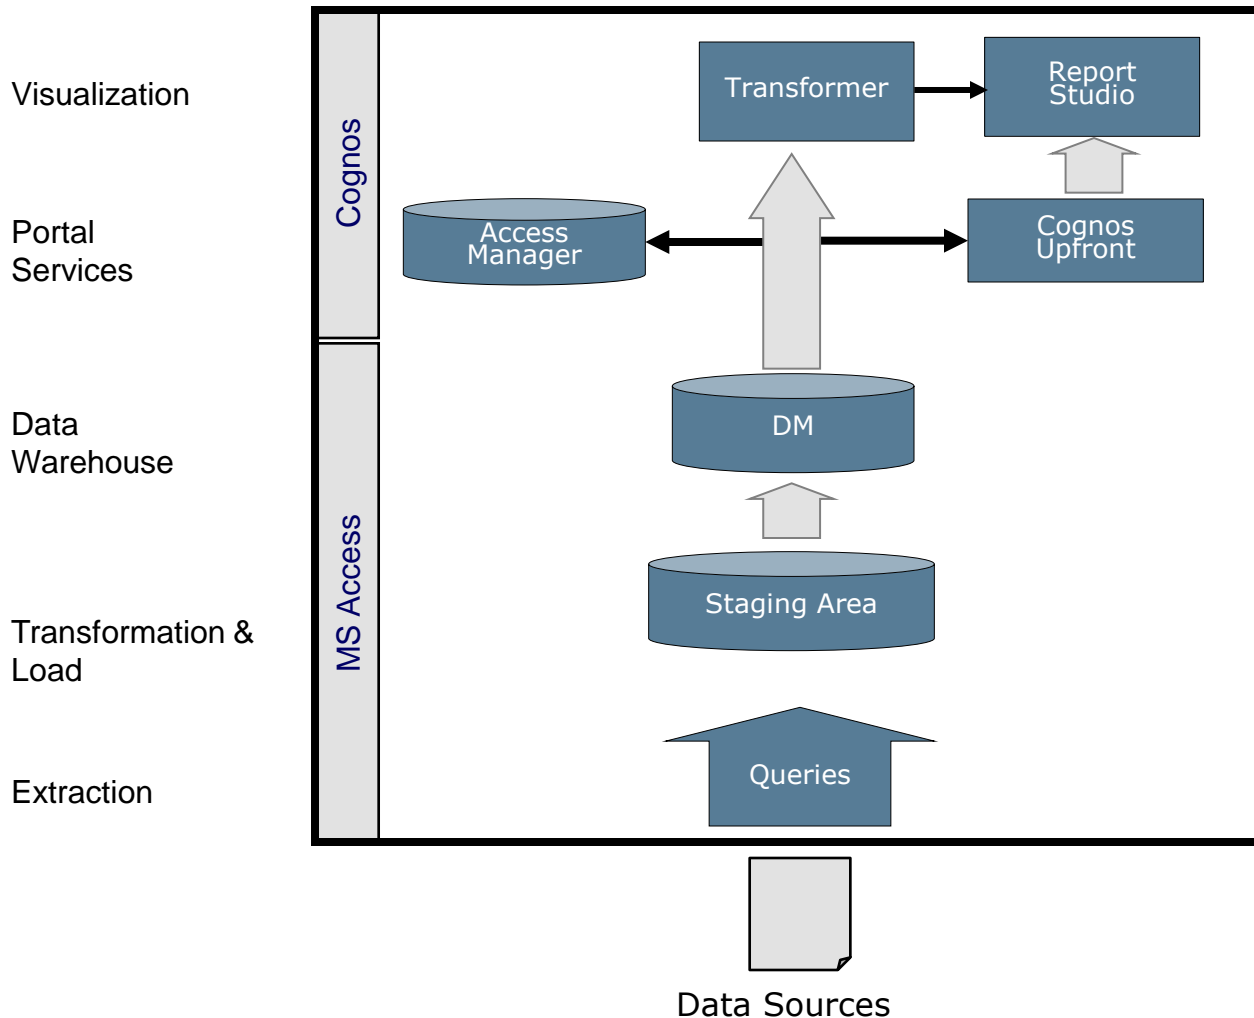 Visualization
Cognos
Transformer
Report
Studio
Portal
Services
Access
Manager
Cognos
Upfront
Data
Warehouse
MS Access
DM
Transformation &
Load
Staging Area
Extraction
Queries
Data Sources